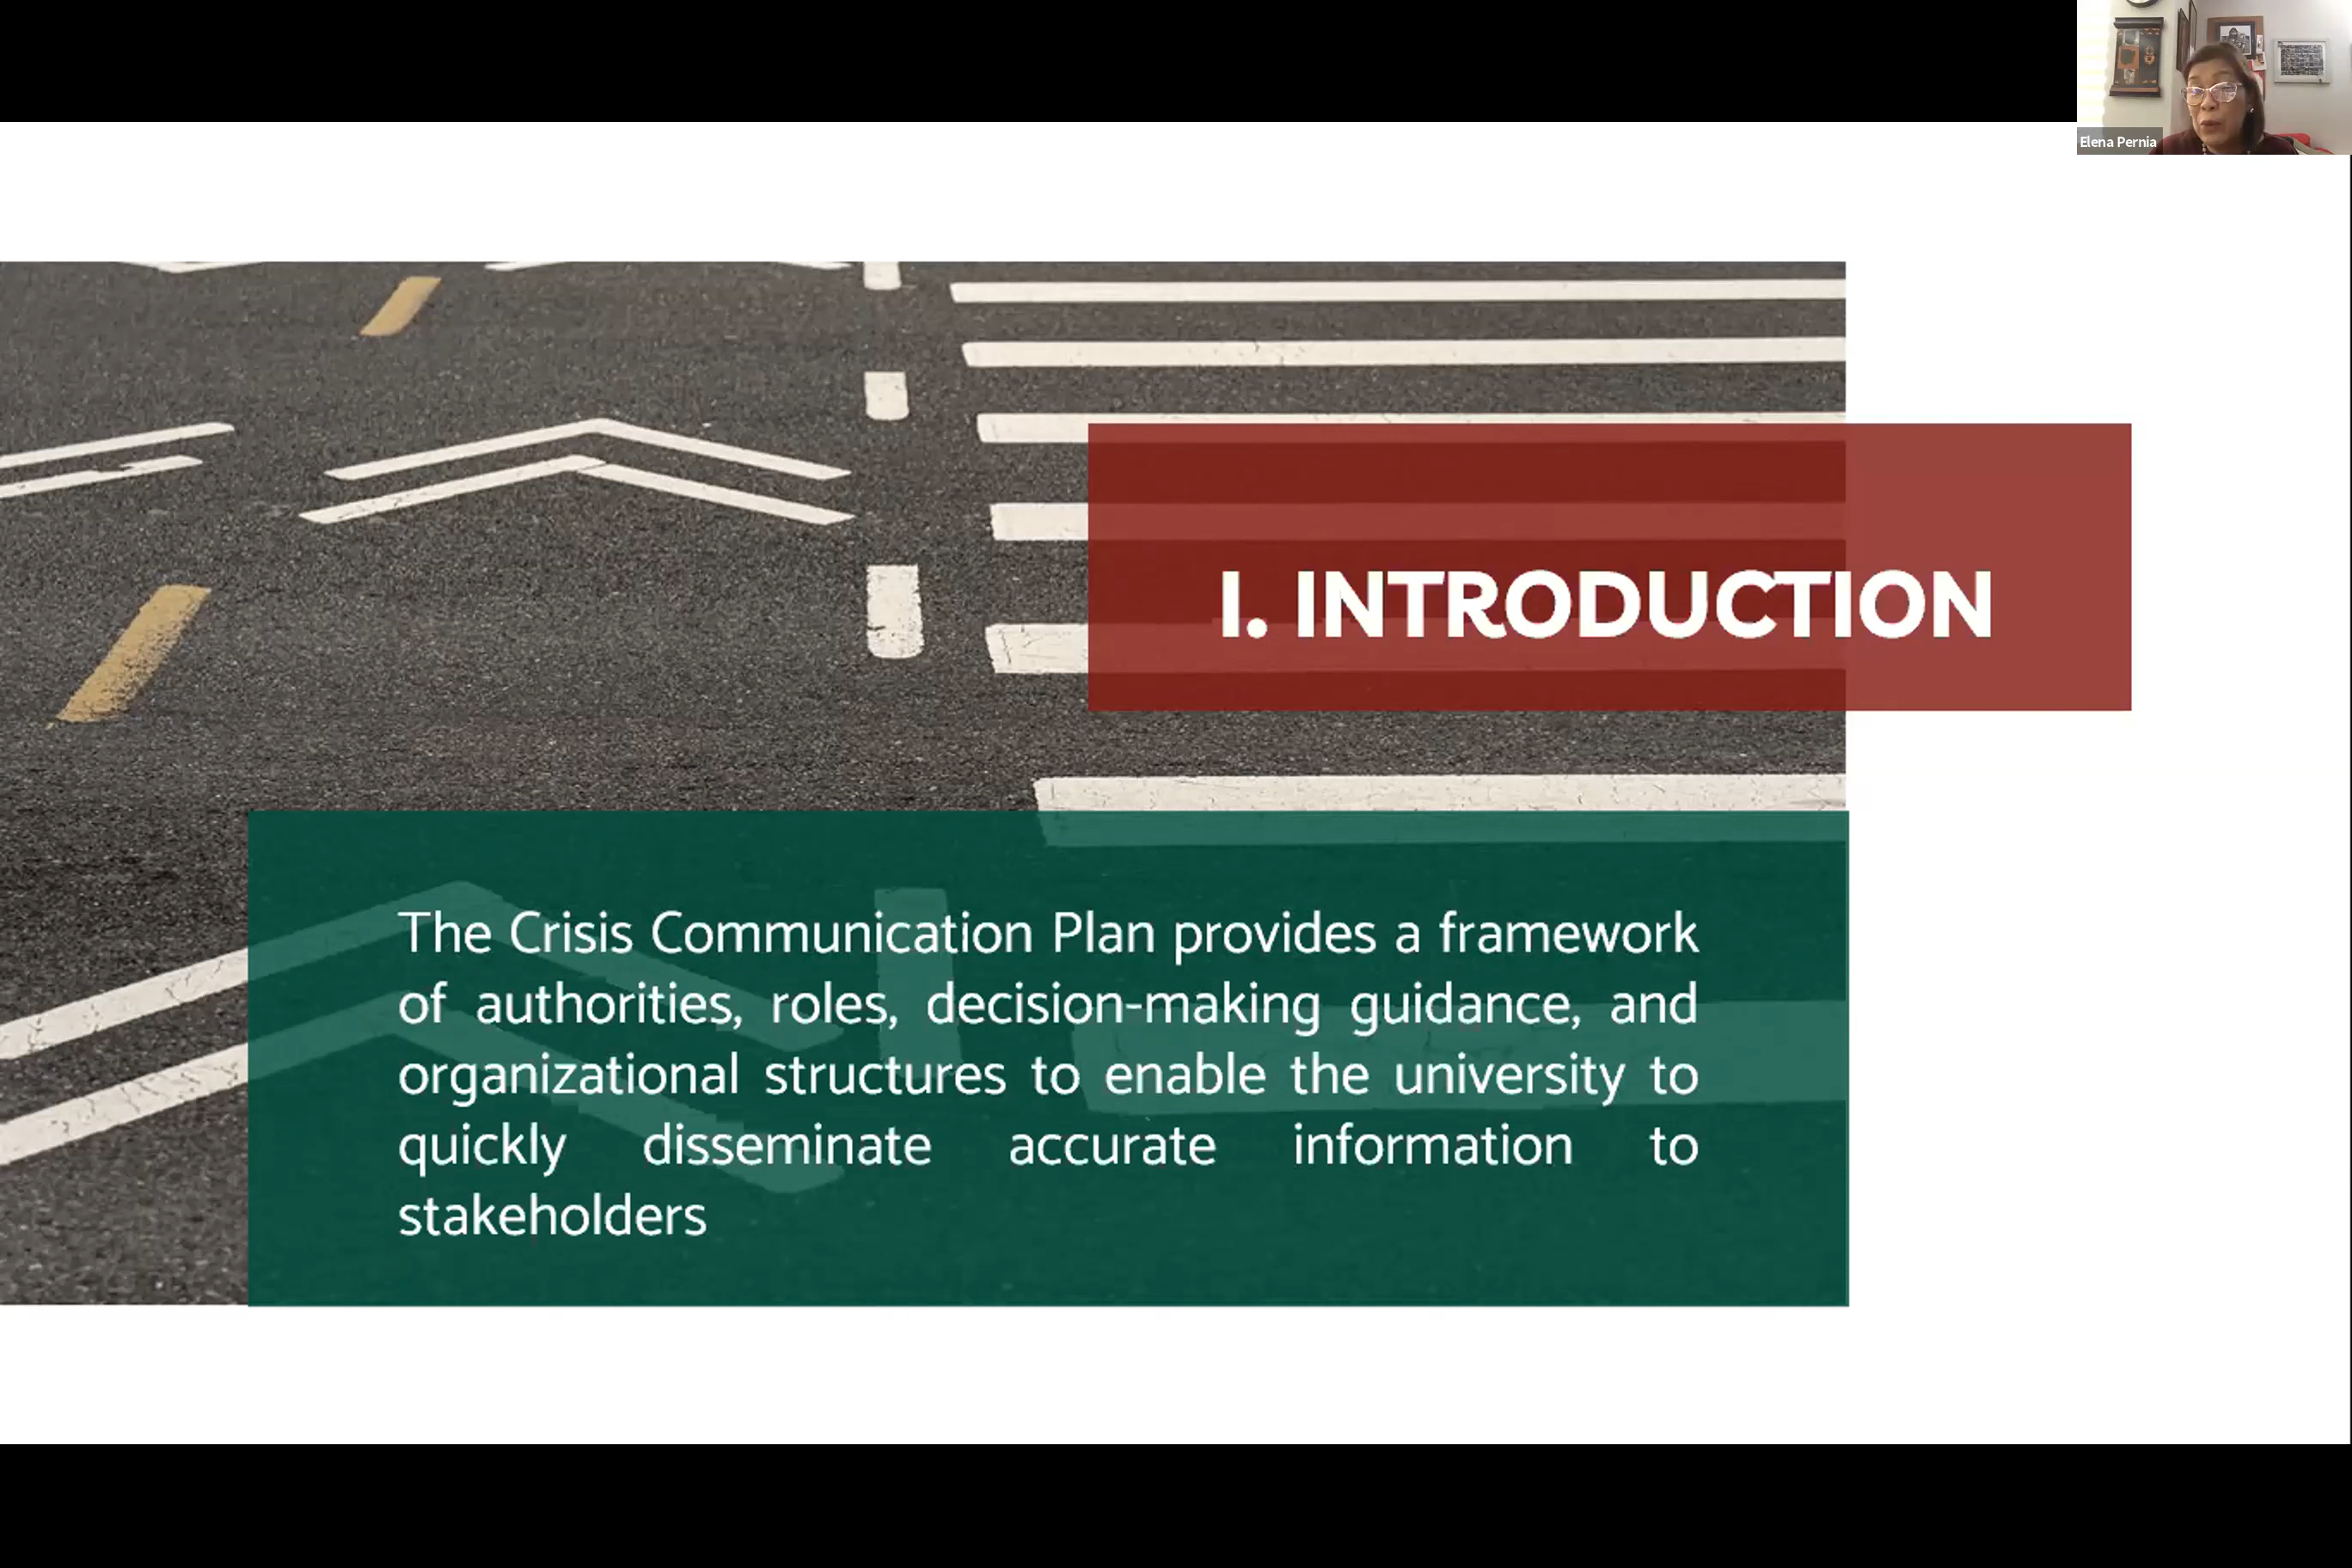 Elena Pernia
I. INTRODUCTION
The Crisis Communication Plan provides a framework
of authorities, roles, decision-making guidance, and
organizational structures to enable the university to
quickly disseminate accurate information to
stakeholders